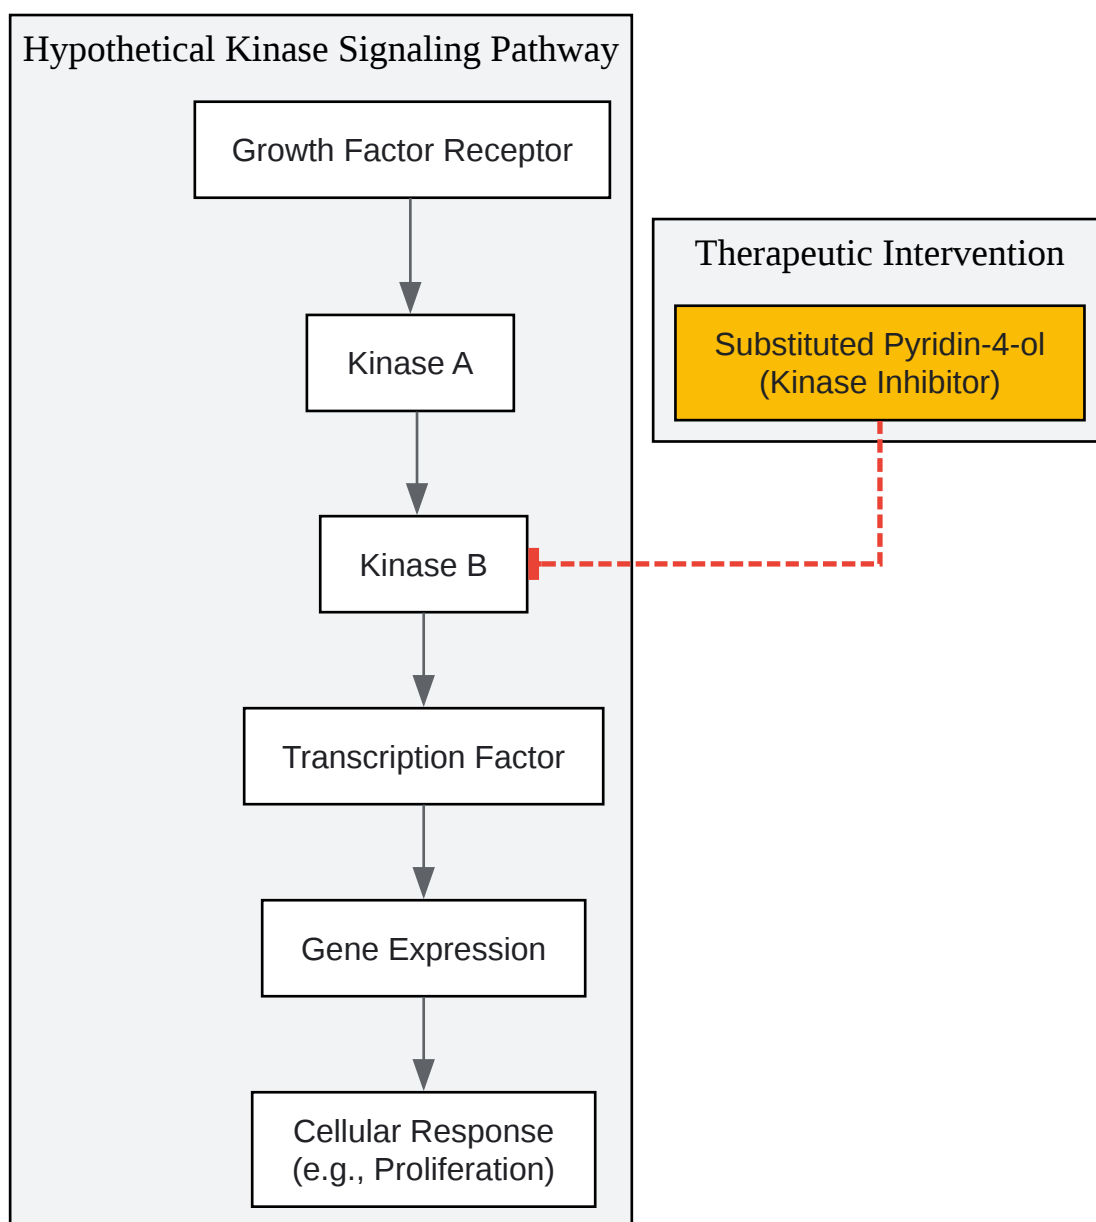 Hypothetical Kinase Signaling Pathway
Growth Factor Receptor
Kinase A
Kinase B
Transcription Factor
Gene Expression
Cellular Response
(e.g., Proliferation)
Therapeutic Intervention
Substituted Pyridin-4-ol
(Kinase Inhibitor)